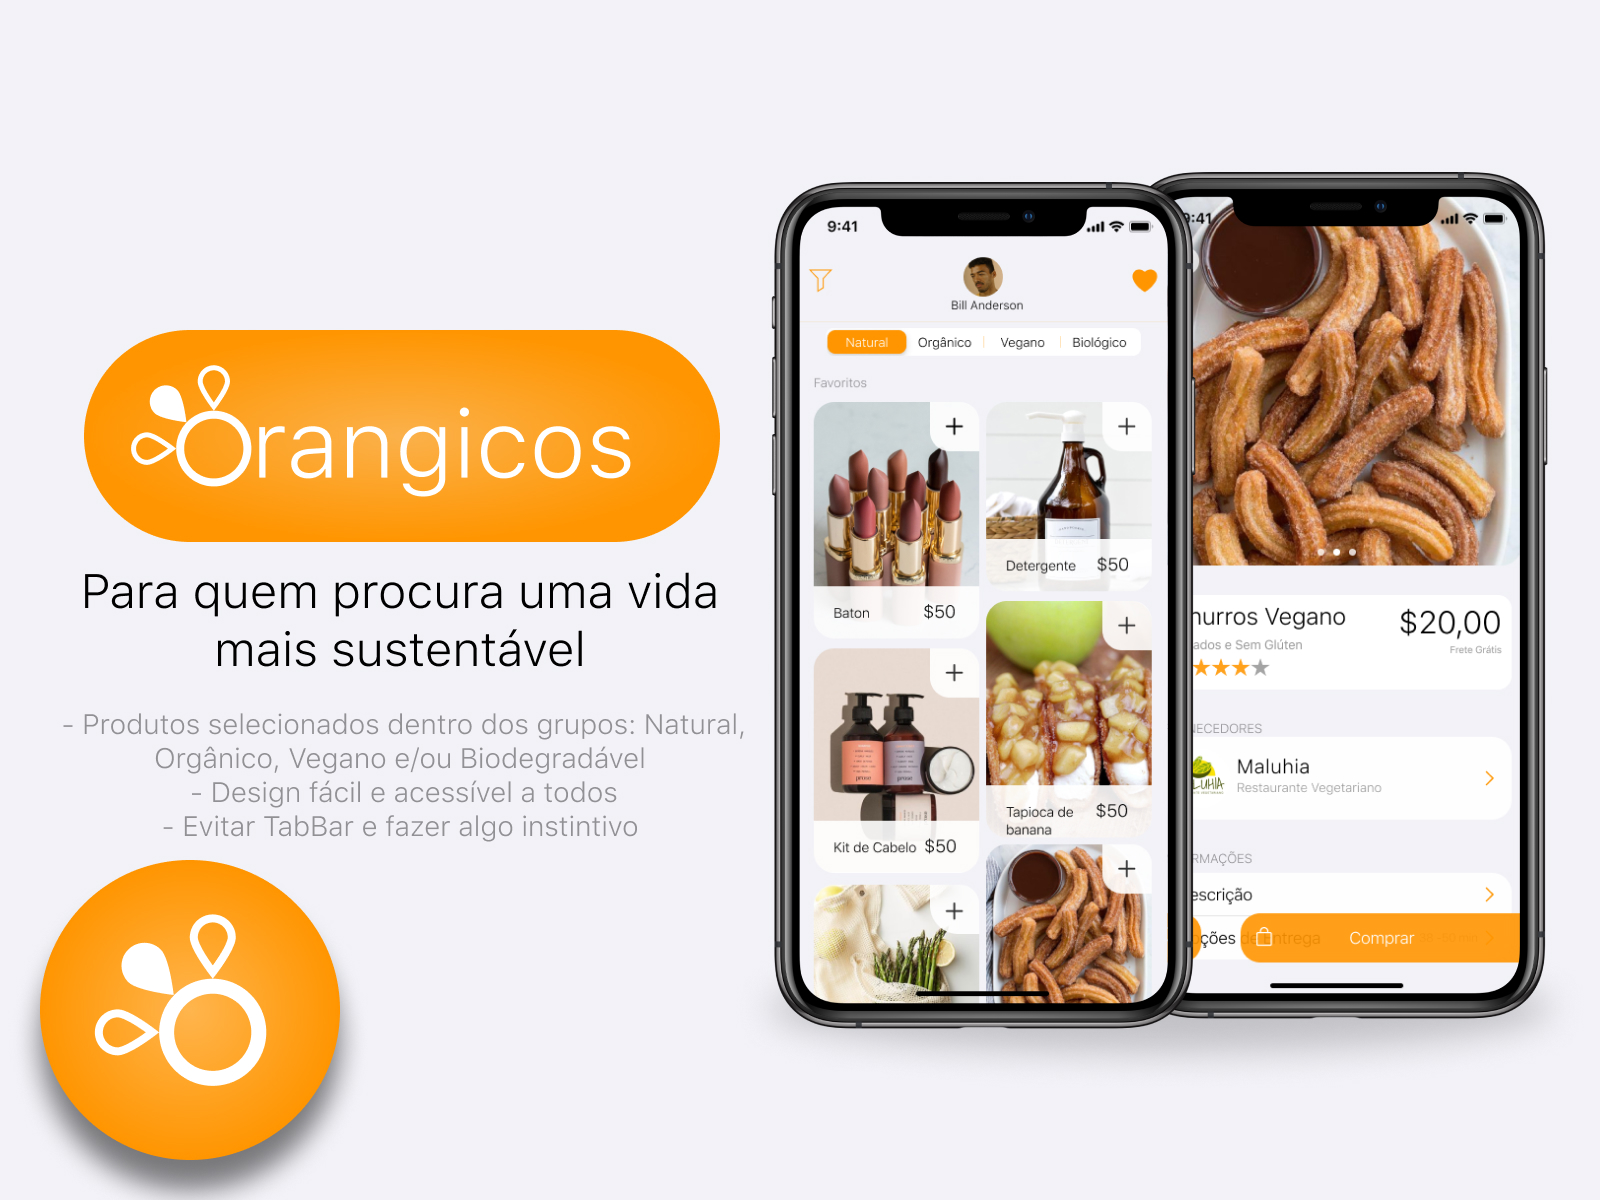 Orangicos
Para quem procura uma vida
mais sustentável
- Produtos selecionados dentro dos grupos: Natural,
Orgânico, Vegano e/ou Biodegradável
- Design fácil e acessível a todos
- Evitar TabBar e fazer algo instintivo
9:41
Bill Anderson
Natural
Orgânico
Vegano
Biológico
Favoritos
Baton $50
Detergente $50
Kit de Cabelo $50
Tapioca de $50
banana
9:41
hurros Vegano $20,00
ados e Sem Glúten Frete Grátis
NECEDORES
Maluhia
Restaurante Vegetariano
RMAÇÕES
escrição
ções de entrega
Comprar